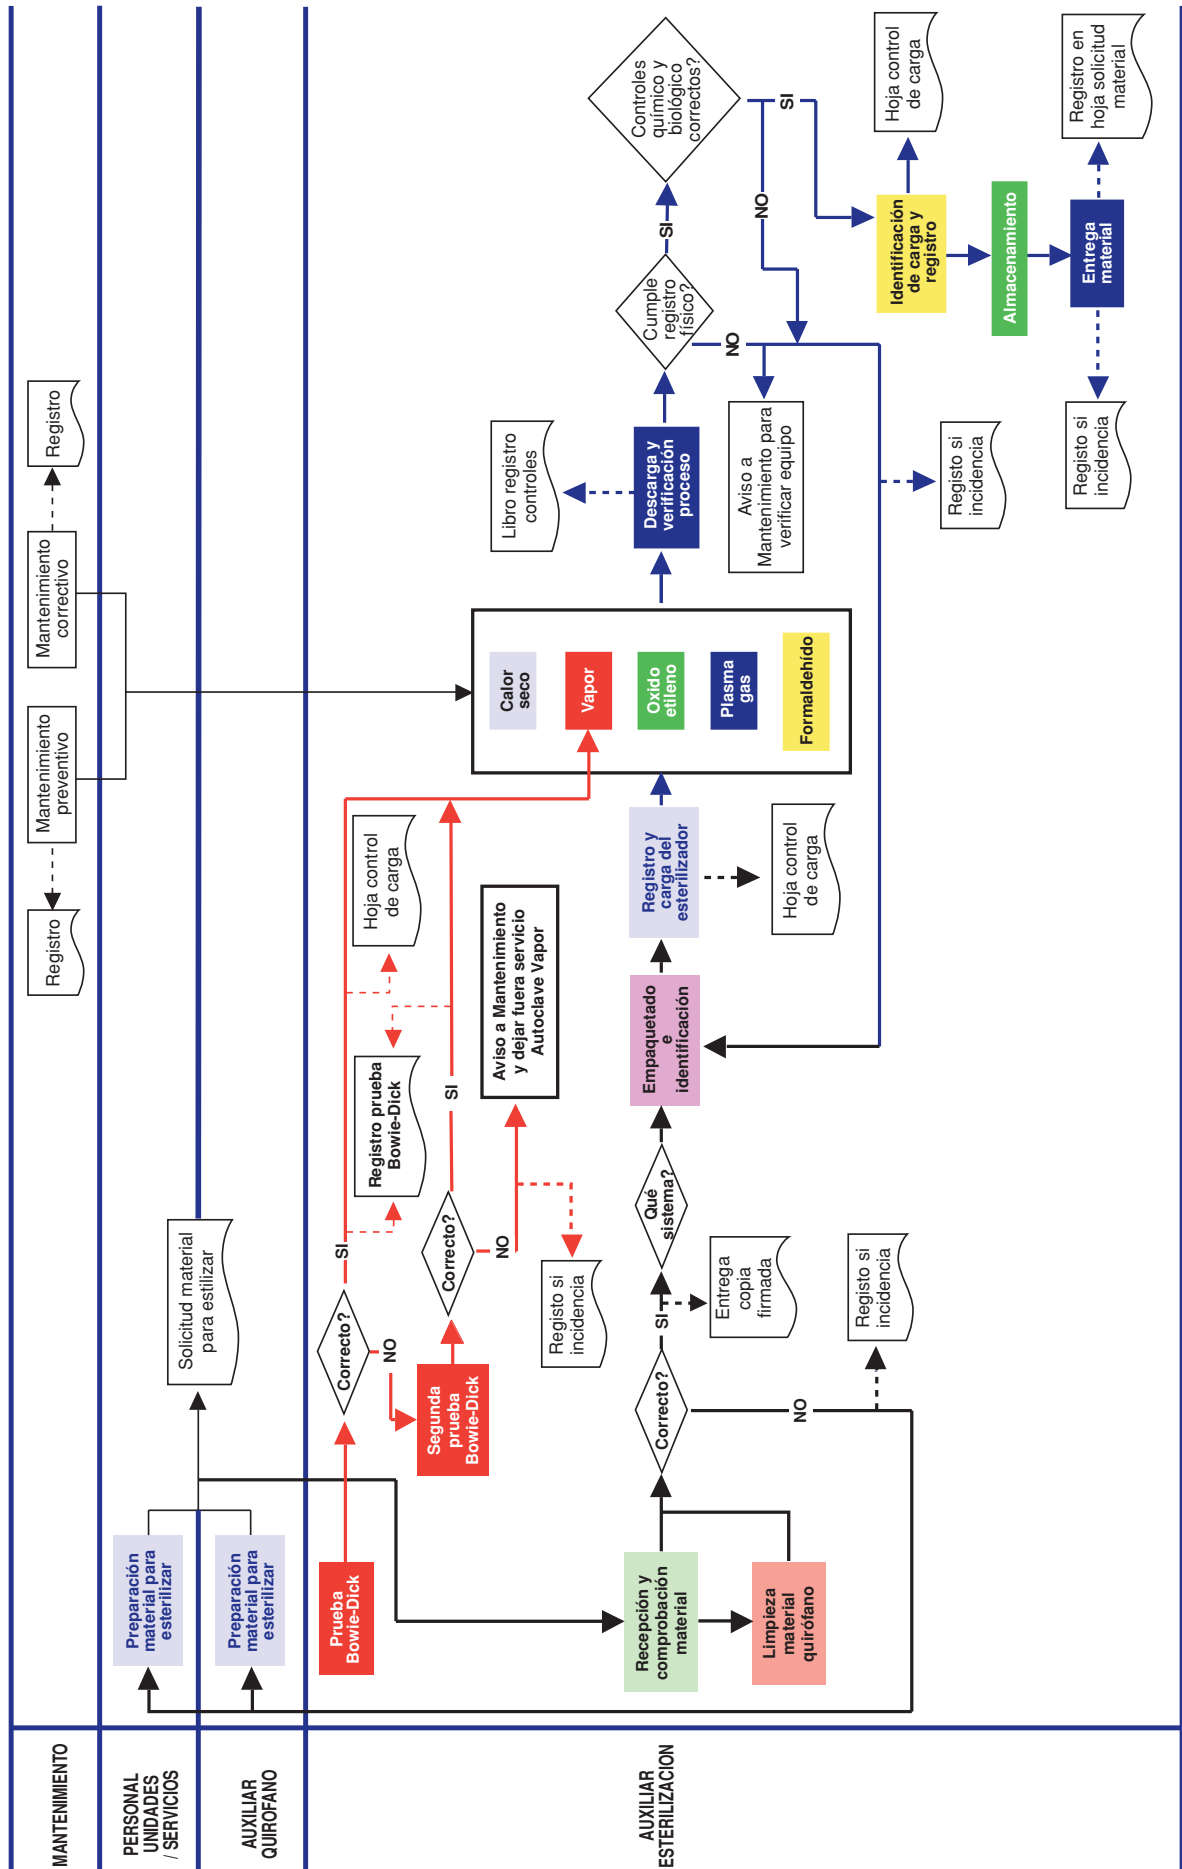 MANTENIMIENTO
Registro
Mantenimiento
preventivo
Mantenimiento
correctivo
Registro
PERSONAL
UNIDADES
/ SERVICIOS
Preparación
material para
esterilizar
Solicitud material
para estilizar
AUXILIAR
QUIROFANO
Preparación
material para
esterilizar
AUXILIAR
ESTERILIZACION
Prueba
Bowie-Dick
Correcto?
SI
NO
Segunda
prueba
Bowie-Dick
Correcto?
SI
NO
Registro prueba
Bowie-Dick
Hoja control
de carga
Aviso a Mantenimiento
y dejar fuera servicio
Autoclave Vapor
Registo si
incidencia
Recepción y
comprobación
material
Limpieza
material
quirófano
Correcto?
SI
NO
Entrega
copia
firmada
Registo si
incidencia
Qué
sistema?
Empaquetado
e
identificación
Registro y
carga del
esterilizador
Hoja control
de carga
Calor
seco
Vapor
Oxido
etileno
Plasma
gas
Formaldehído
Libro registro
controles
Descarga y
verificación
proceso
Aviso a
Mantenimiento para
verificar equipo
Cumple
registro
físico?
SI
NO
Controles
químico y
biológico
correctos?
SI
NO
Registo si
incidencia
Identificación
de carga y
registro
Hoja control
de carga
Almacenamiento
Entrega
material
Registro en
hoja solicitud
material
Registo si
incidencia